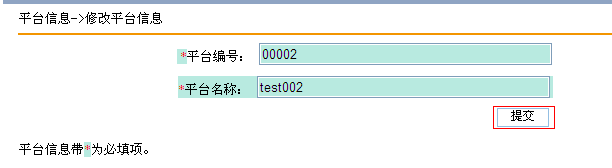 平台信息->修改平台信息
*平台编号： 00002
*平台名称： test002
提交
平台信息带*为必填项。